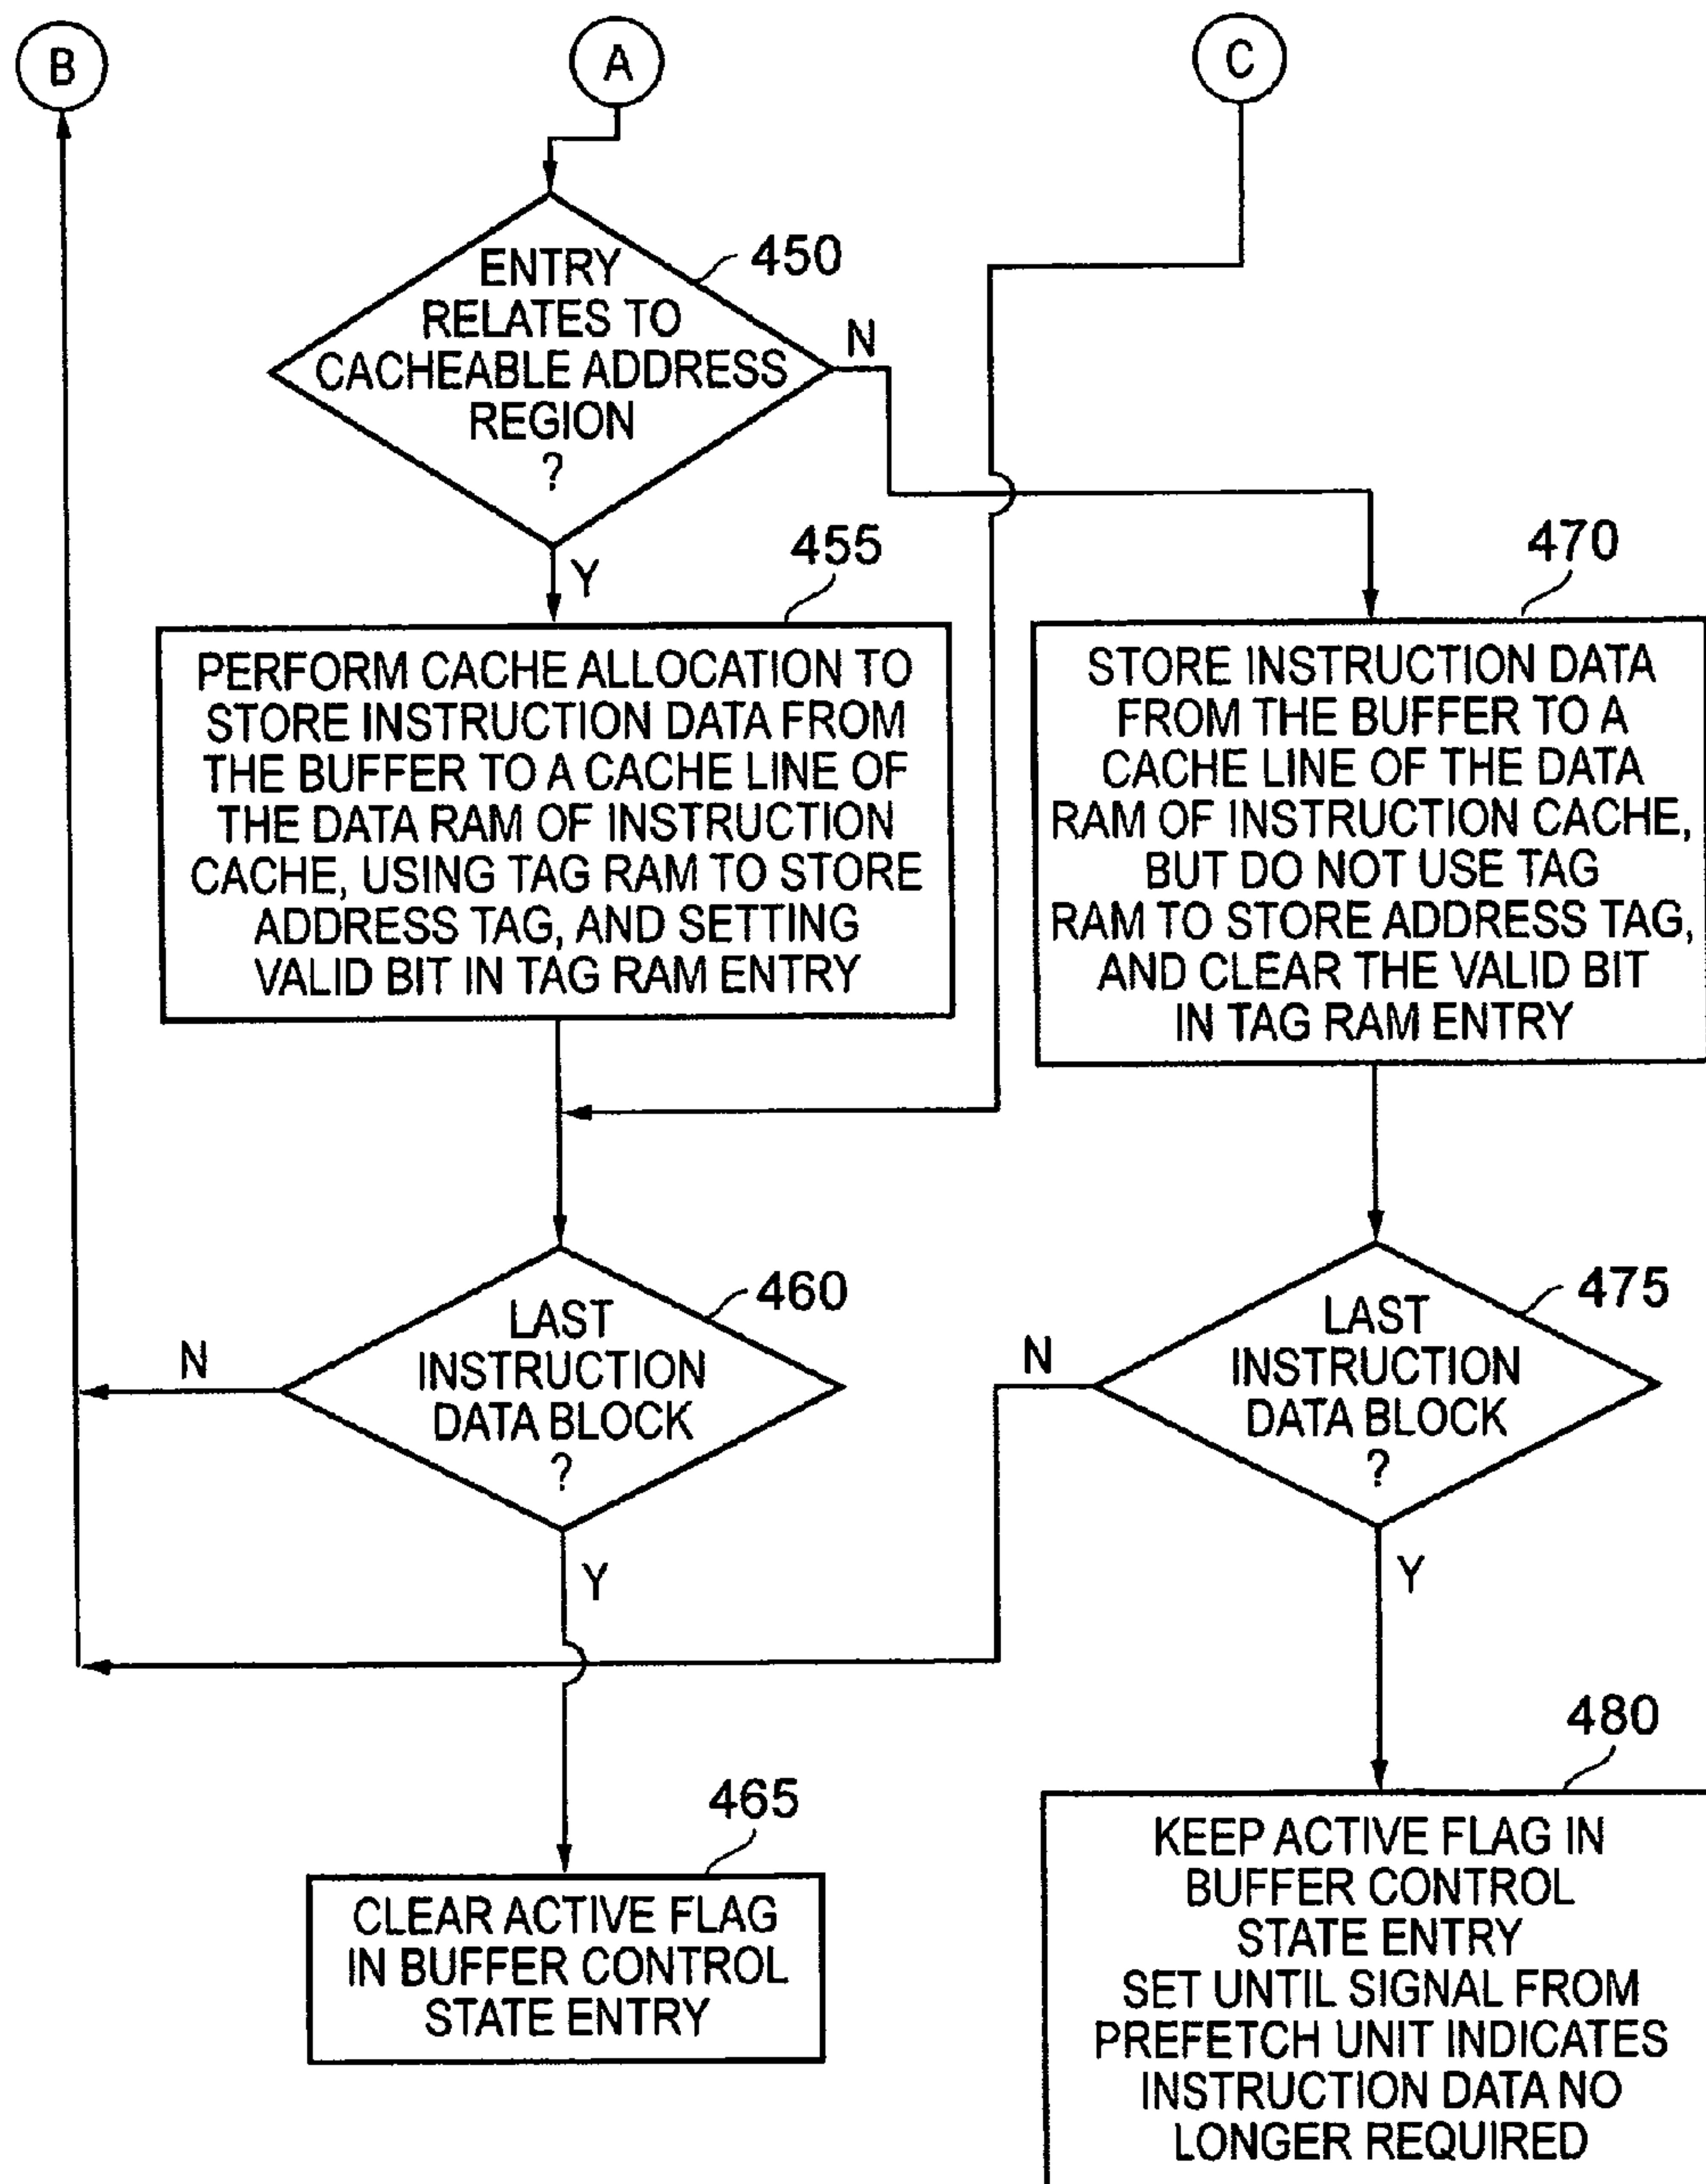 B
A
C
450
ENTRY
RELATES TO
CACHEABLE ADDRESS
REGION
?
N
Y
455
PERFORM CACHE ALLOCATION TO
STORE INSTRUCTION DATA FROM
THE BUFFER TO A CACHE LINE OF
THE DATA RAM OF INSTRUCTION
CACHE, USING TAG RAM TO STORE
ADDRESS TAG, AND SETTING
VALID BIT IN TAG RAM ENTRY
470
STORE INSTRUCTION DATA
FROM THE BUFFER TO A
CACHE LINE OF THE DATA
RAM OF INSTRUCTION CACHE,
BUT DO NOT USE TAG
RAM TO STORE ADDRESS TAG,
AND CLEAR THE VALID BIT
IN TAG RAM ENTRY
460
LAST
INSTRUCTION
DATA BLOCK
?
N
Y
475
LAST
INSTRUCTION
DATA BLOCK
?
N
Y
465
CLEAR ACTIVE FLAG
IN BUFFER CONTROL
STATE ENTRY
480
KEEP ACTIVE FLAG IN
BUFFER CONTROL
STATE ENTRY
SET UNTIL SIGNAL FROM
PREFETCH UNIT INDICATES
INSTRUCTION DATA NO
LONGER REQUIRED